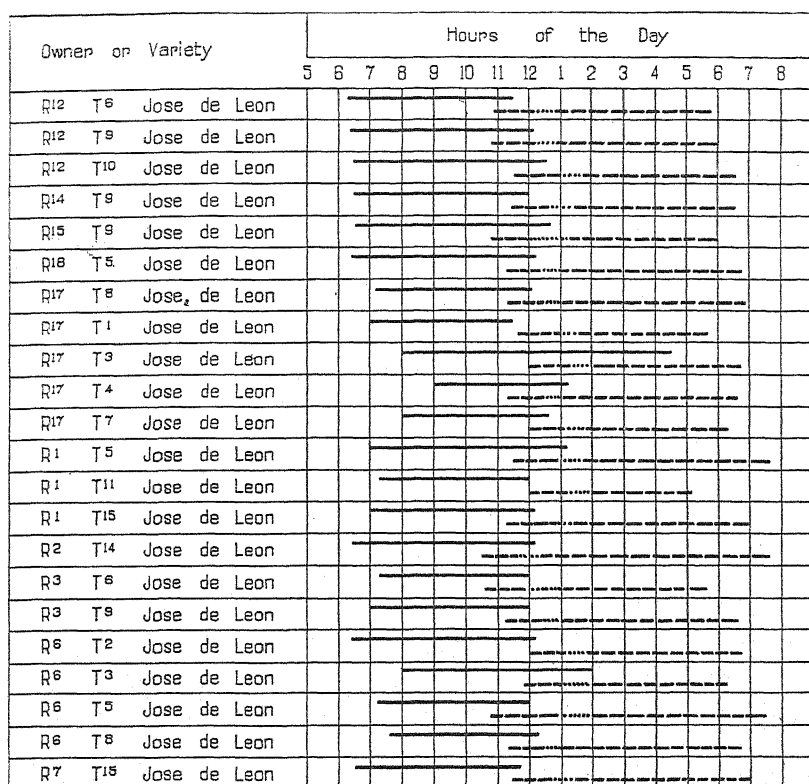 Owner or Variety
Hours of the Day
5 6 7 8 9 10 11 12 1 2 3 4 5 6 7 8
R12 T6 Jose de Leon
R12 T9 Jose de Leon
R12 T10 Jose de Leon
R14 T9 Jose de Leon
R15 T9 Jose de Leon
R16 T5 Jose de Leon
R17 T8 Jose de Leon
R17 T1 Jose de Leon
R17 T3 Jose de Leon
R17 T4 Jose de Leon
R17 T7 Jose de Leon
R1 T5 Jose de Leon
R1 T11 Jose de Leon
R1 T15 Jose de Leon
R2 T14 Jose de Leon
R3 T6 Jose de Leon
R3 T9 Jose de Leon
R6 T2 Jose de Leon
R6 T3 Jose de Leon
R6 T5 Jose de Leon
R6 T8 Jose de Leon
R7 T15 Jose de Leon